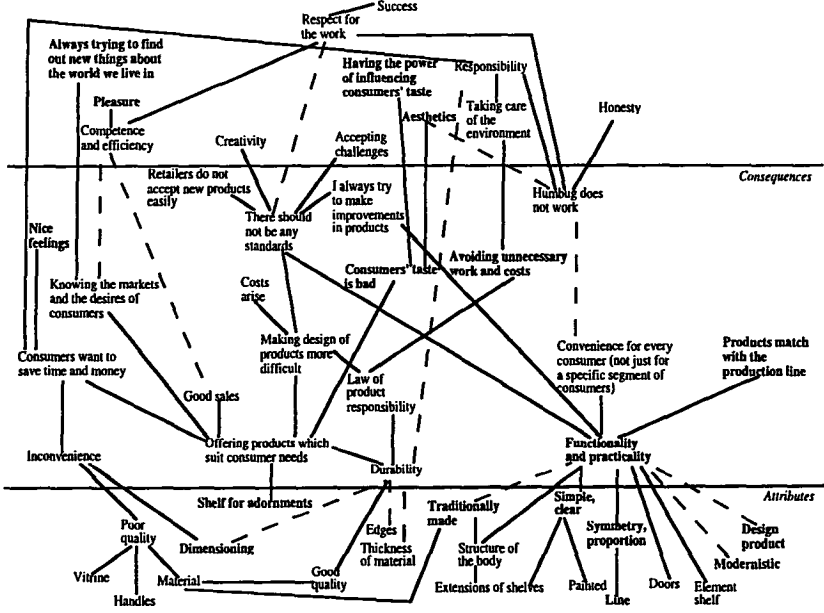 Success
Respect for
the work
Always trying to find
out new things about
the world we live in
Having the power
of influencing
consumers' taste
Responsibility
Pleasure
Competence
and efficiency
Aesthetics
Taking care
of the
environment
Honesty
Creativity
Accepting
challenges
Consequences
Retailers do not
accept new products
easily
I always try
to make
improvements
in products
Humbug does
not work
There should
not be any
standards
Nice
feelings
Knowing the markets
and the desires of
consumers
Costs
arise
Consumers' taste
is bad
Avoiding unnecessary
work and costs
Consumers want to
save time and money
Making design of
products more
difficult
Law of
product
responsibility
Convenience for every
consumer (not just for
a specific segment of
consumers)
Products match
with the
production line
Good sales
Offering products which
suit consumer needs
Functionality
and practicality
Inconvenience
Durability
Attributes
Shelf for adornments
Traditionally
made
Simple,
clear
Poor
quality
Dimensioning
Edges
Thickness
of material
Symmetry,
proportion
Design
product
Structure of
the body
Modernistic
Vitrine
Handles
Material
Good
quality
Extensions of shelves
Painted
Line
Doors
Element
shelf